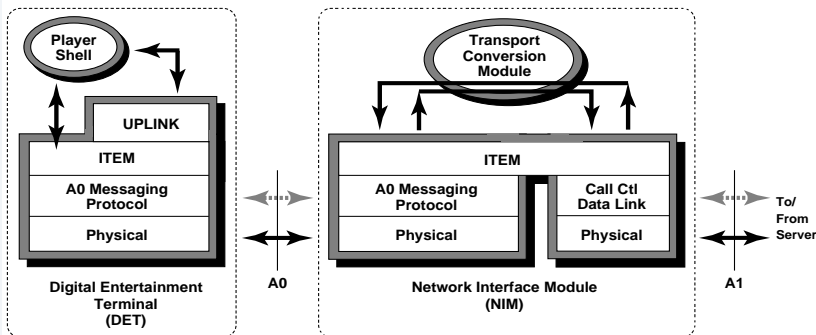 Player
Shell
UPLINK
ITEM
A0 Messaging
Protocol
Physical
Digital Entertainment
Terminal
(DET)
A0
Transport
Conversion
Module
ITEM
A0 Messaging
Protocol
Physical
Call Ctl
Data Link
Physical
Network Interface Module
(NIM)
A1
To/
From
Server